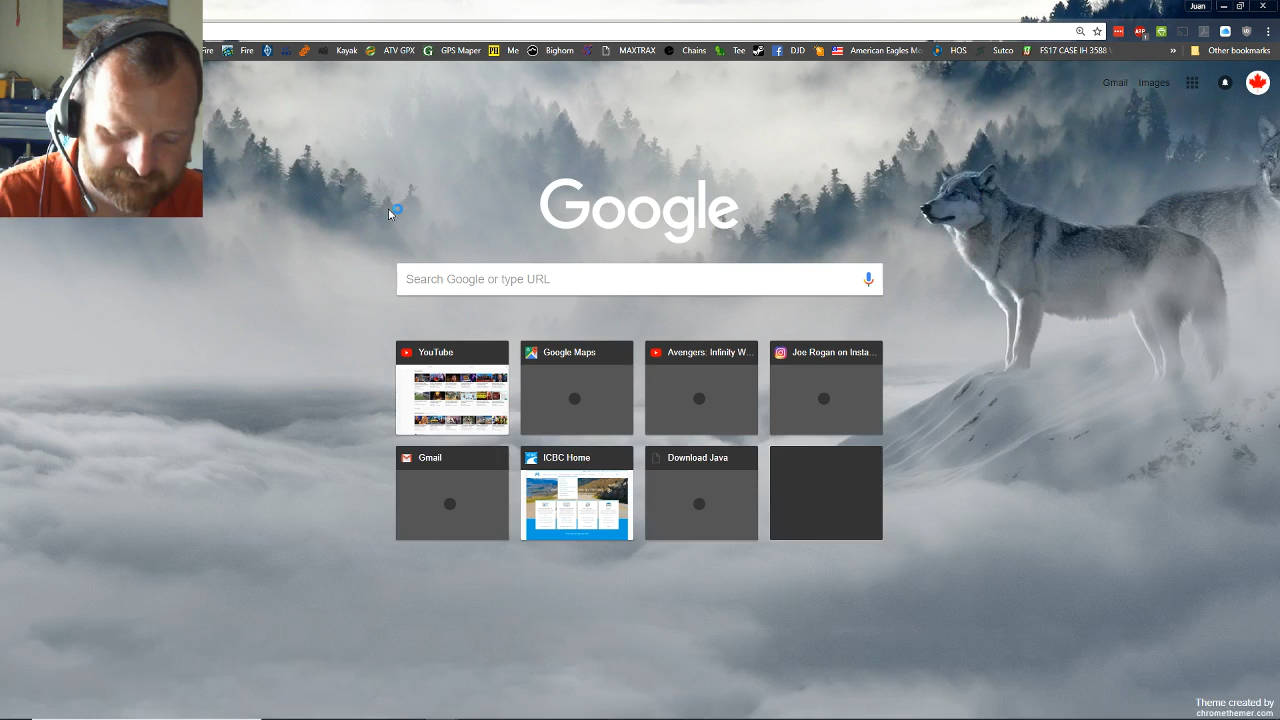 Juan
Fire Fire Kayak ATV GPX GPS Maper Me Bighorn MAXTRAX Chains Tee DJD American Eagles Mo HOS Sutco FS17 CASE IH 2588 » Other bookmarks
Gmail Images
Google
Search Google or type URL
YouTube Google Maps Avengers: Infinity W... Joe Rogan on Insta...
Gmail ICBC Home Download Java
Theme created by
chromethemer.com